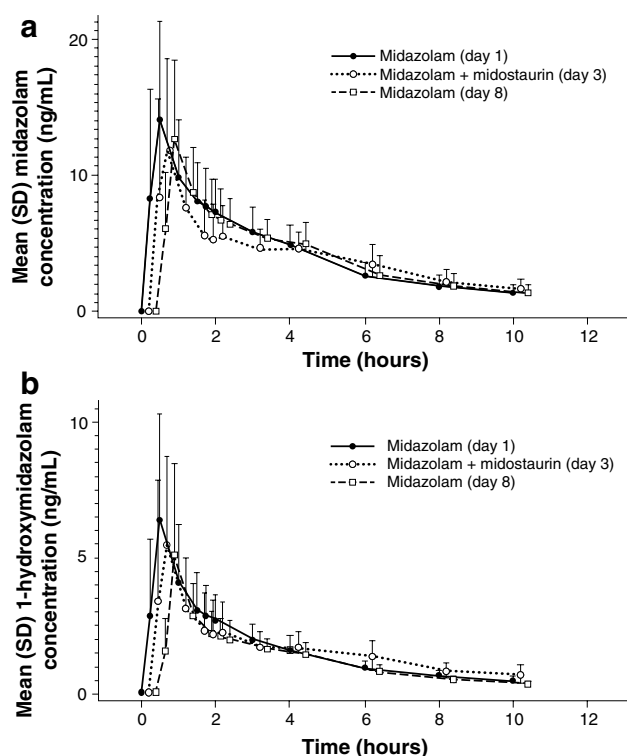 a
Mean (SD) midazolam
concentration (ng/mL)
20
10
0
Midazolam (day 1)
Midazolam + midostaurin (day 3)
Midazolam (day 8)
0 2 4 6 8 10 12
Time (hours)
b
Mean (SD) 1-hydroxymidazolam
concentration (ng/mL)
10
5
0
Midazolam (day 1)
Midazolam + midostaurin (day 3)
Midazolam (day 8)
0 2 4 6 8 10 12
Time (hours)